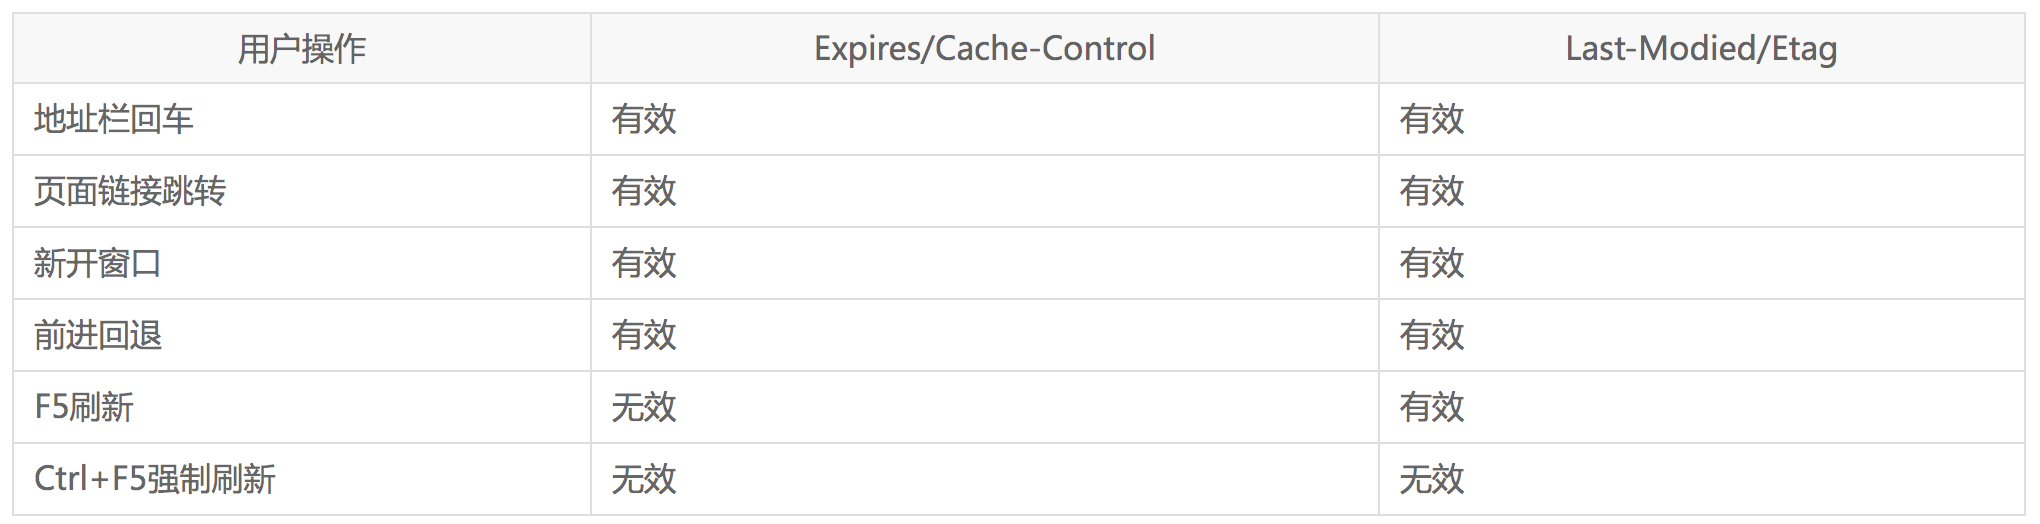 用户操作 Expires/Cache-Control Last-Modied/Etag
地址栏回车 有效 有效
页面链接跳转 有效 有效
新开窗口 有效 有效
前进回退 有效 有效
F5刷新 无效 有效
Ctrl+F5强制刷新 无效 无效